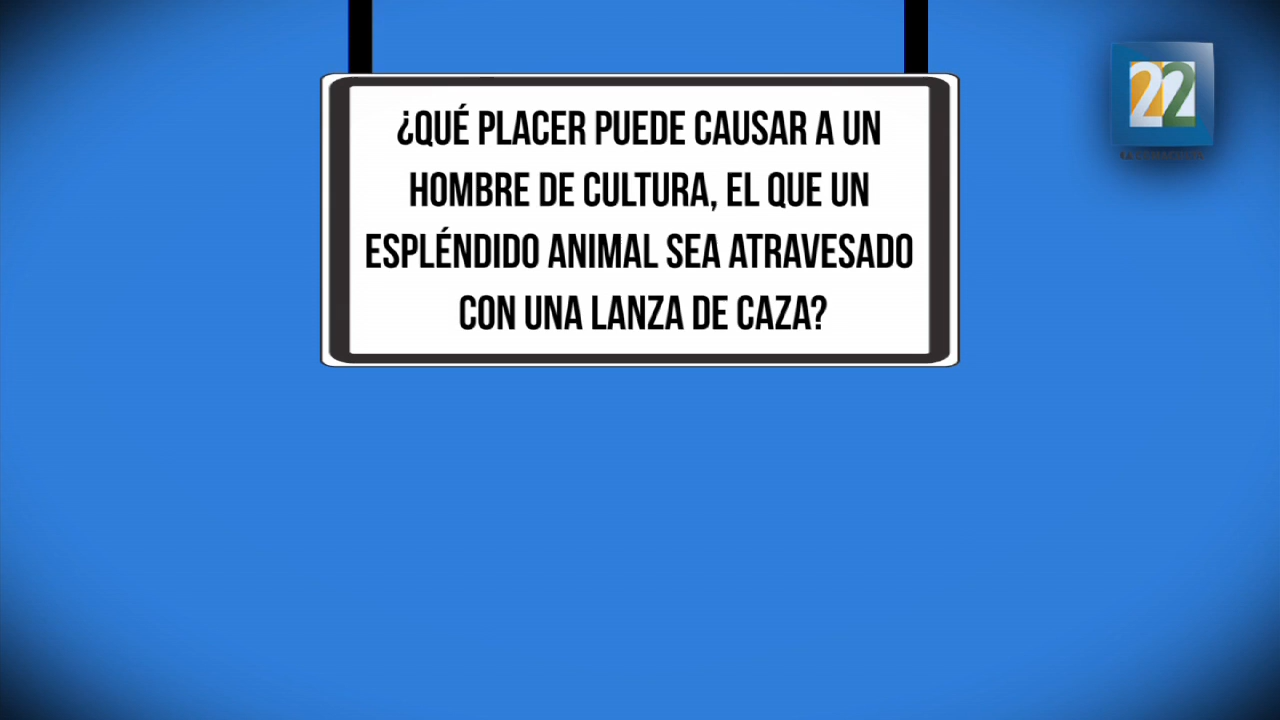 ¿QUÉ PLACER PUEDE CAUSAR A UN
HOMBRE DE CULTURA, EL QUE UN
ESPLÉNDIDO ANIMAL SEA ATRAVESADO
CON UNA LANZA DE CAZA?
22